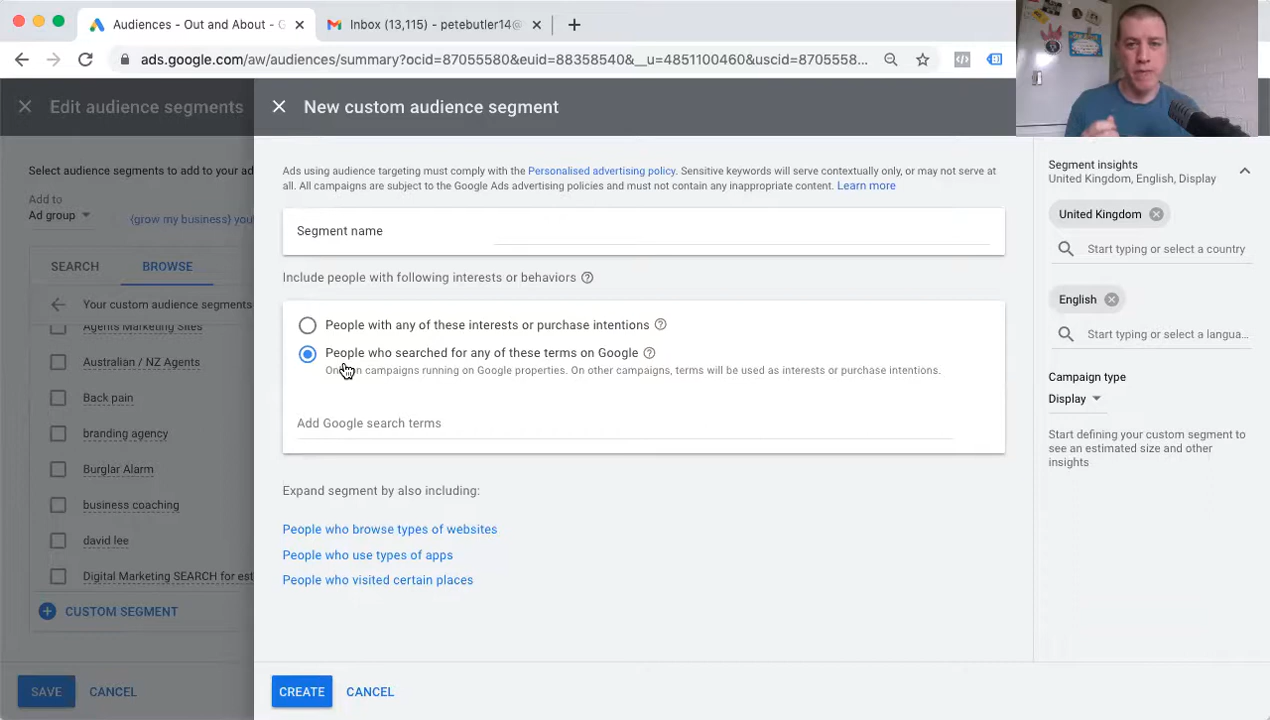 Audiences - Out and About - G
Inbox (13,115) - petebutler14@
ads.google.com/aw/audiences/summary?ocid=87055580&euid=88358540&__u=4851100460&uscid=8705558...
Edit audience segments
New custom audience segment
Select audience segments to add to your ad
Add to
Ad group
{grow my business} you
SEARCH
BROWSE
Your custom audience segments
Agents Marketing Sites
Australian / NZ Agents
Back pain
branding agency
Burglar Alarm
business coaching
david lee
Digital Marketing SEARCH for est
CUSTOM SEGMENT
SAVE
CANCEL
Ads using audience targeting must comply with the Personalised advertising policy. Sensitive keywords will serve contextually only, or may not serve at
all. All campaigns are subject to the Google Ads advertising policies and must not contain any inappropriate content. Learn more
Segment name
Include people with following interests or behaviors
People with any of these interests or purchase intentions
People who searched for any of these terms on Google
campaigns running on Google properties. On other campaigns, terms will be used as interests or purchase intentions.
Add Google search terms
Expand segment by also including:
People who browse types of websites
People who use types of apps
People who visited certain places
CREATE
CANCEL
Segment insights
United Kingdom, English, Display
United Kingdom
Start typing or select a country
English
Start typing or select a langua...
Campaign type
Display
Start defining your custom segment to
see an estimated size and other
insights